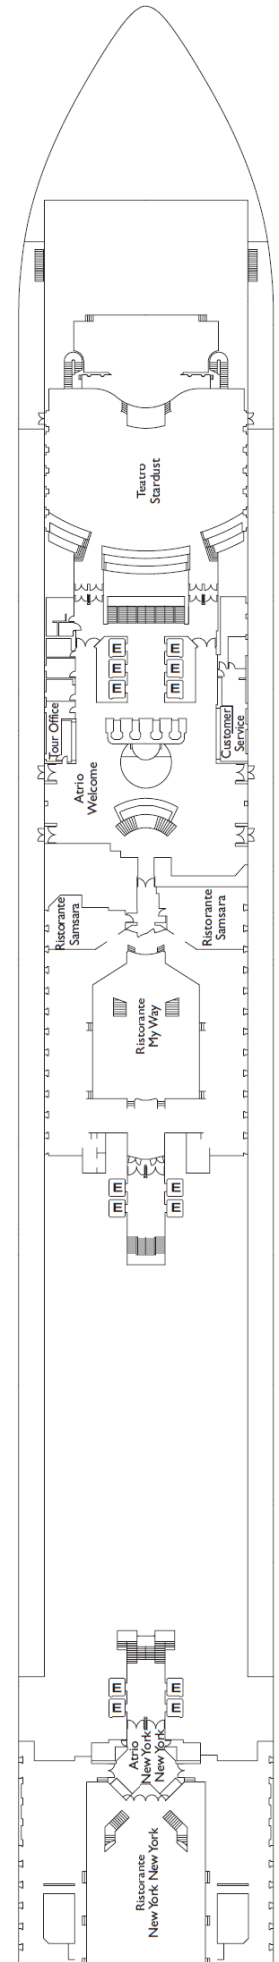 Teatro
Stardust
E
E
E
E
E
E
Tour Office
Customer
Service
Atrio
Welcome
Ristorante
Samsara
Ristorante
Samsara
Ristorante
My Way
E
E
E
E
E
E
E
E
Atrio
New York
New York
Ristorante
New York New York